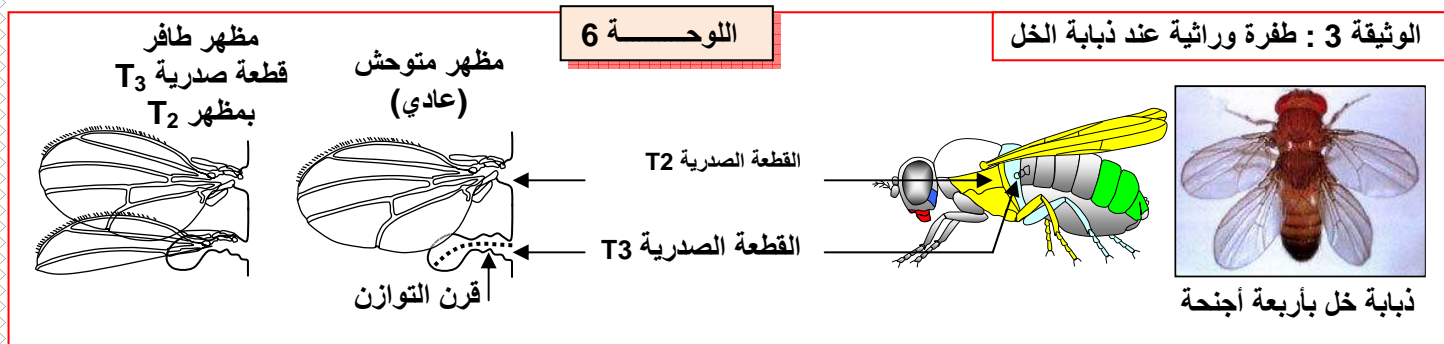 الوثيقة 3 : طفرة وراثية عند ذبابة الخل
اللوحــــــــة 6
مظهر طافر
قطعة صدرية T3
بمظهر T2
مظهر متوحش
(عادي)
القطعة الصدرية T2
القطعة الصدرية T3
قرن التوازن
ذبابة خل بأربعة أجنحة